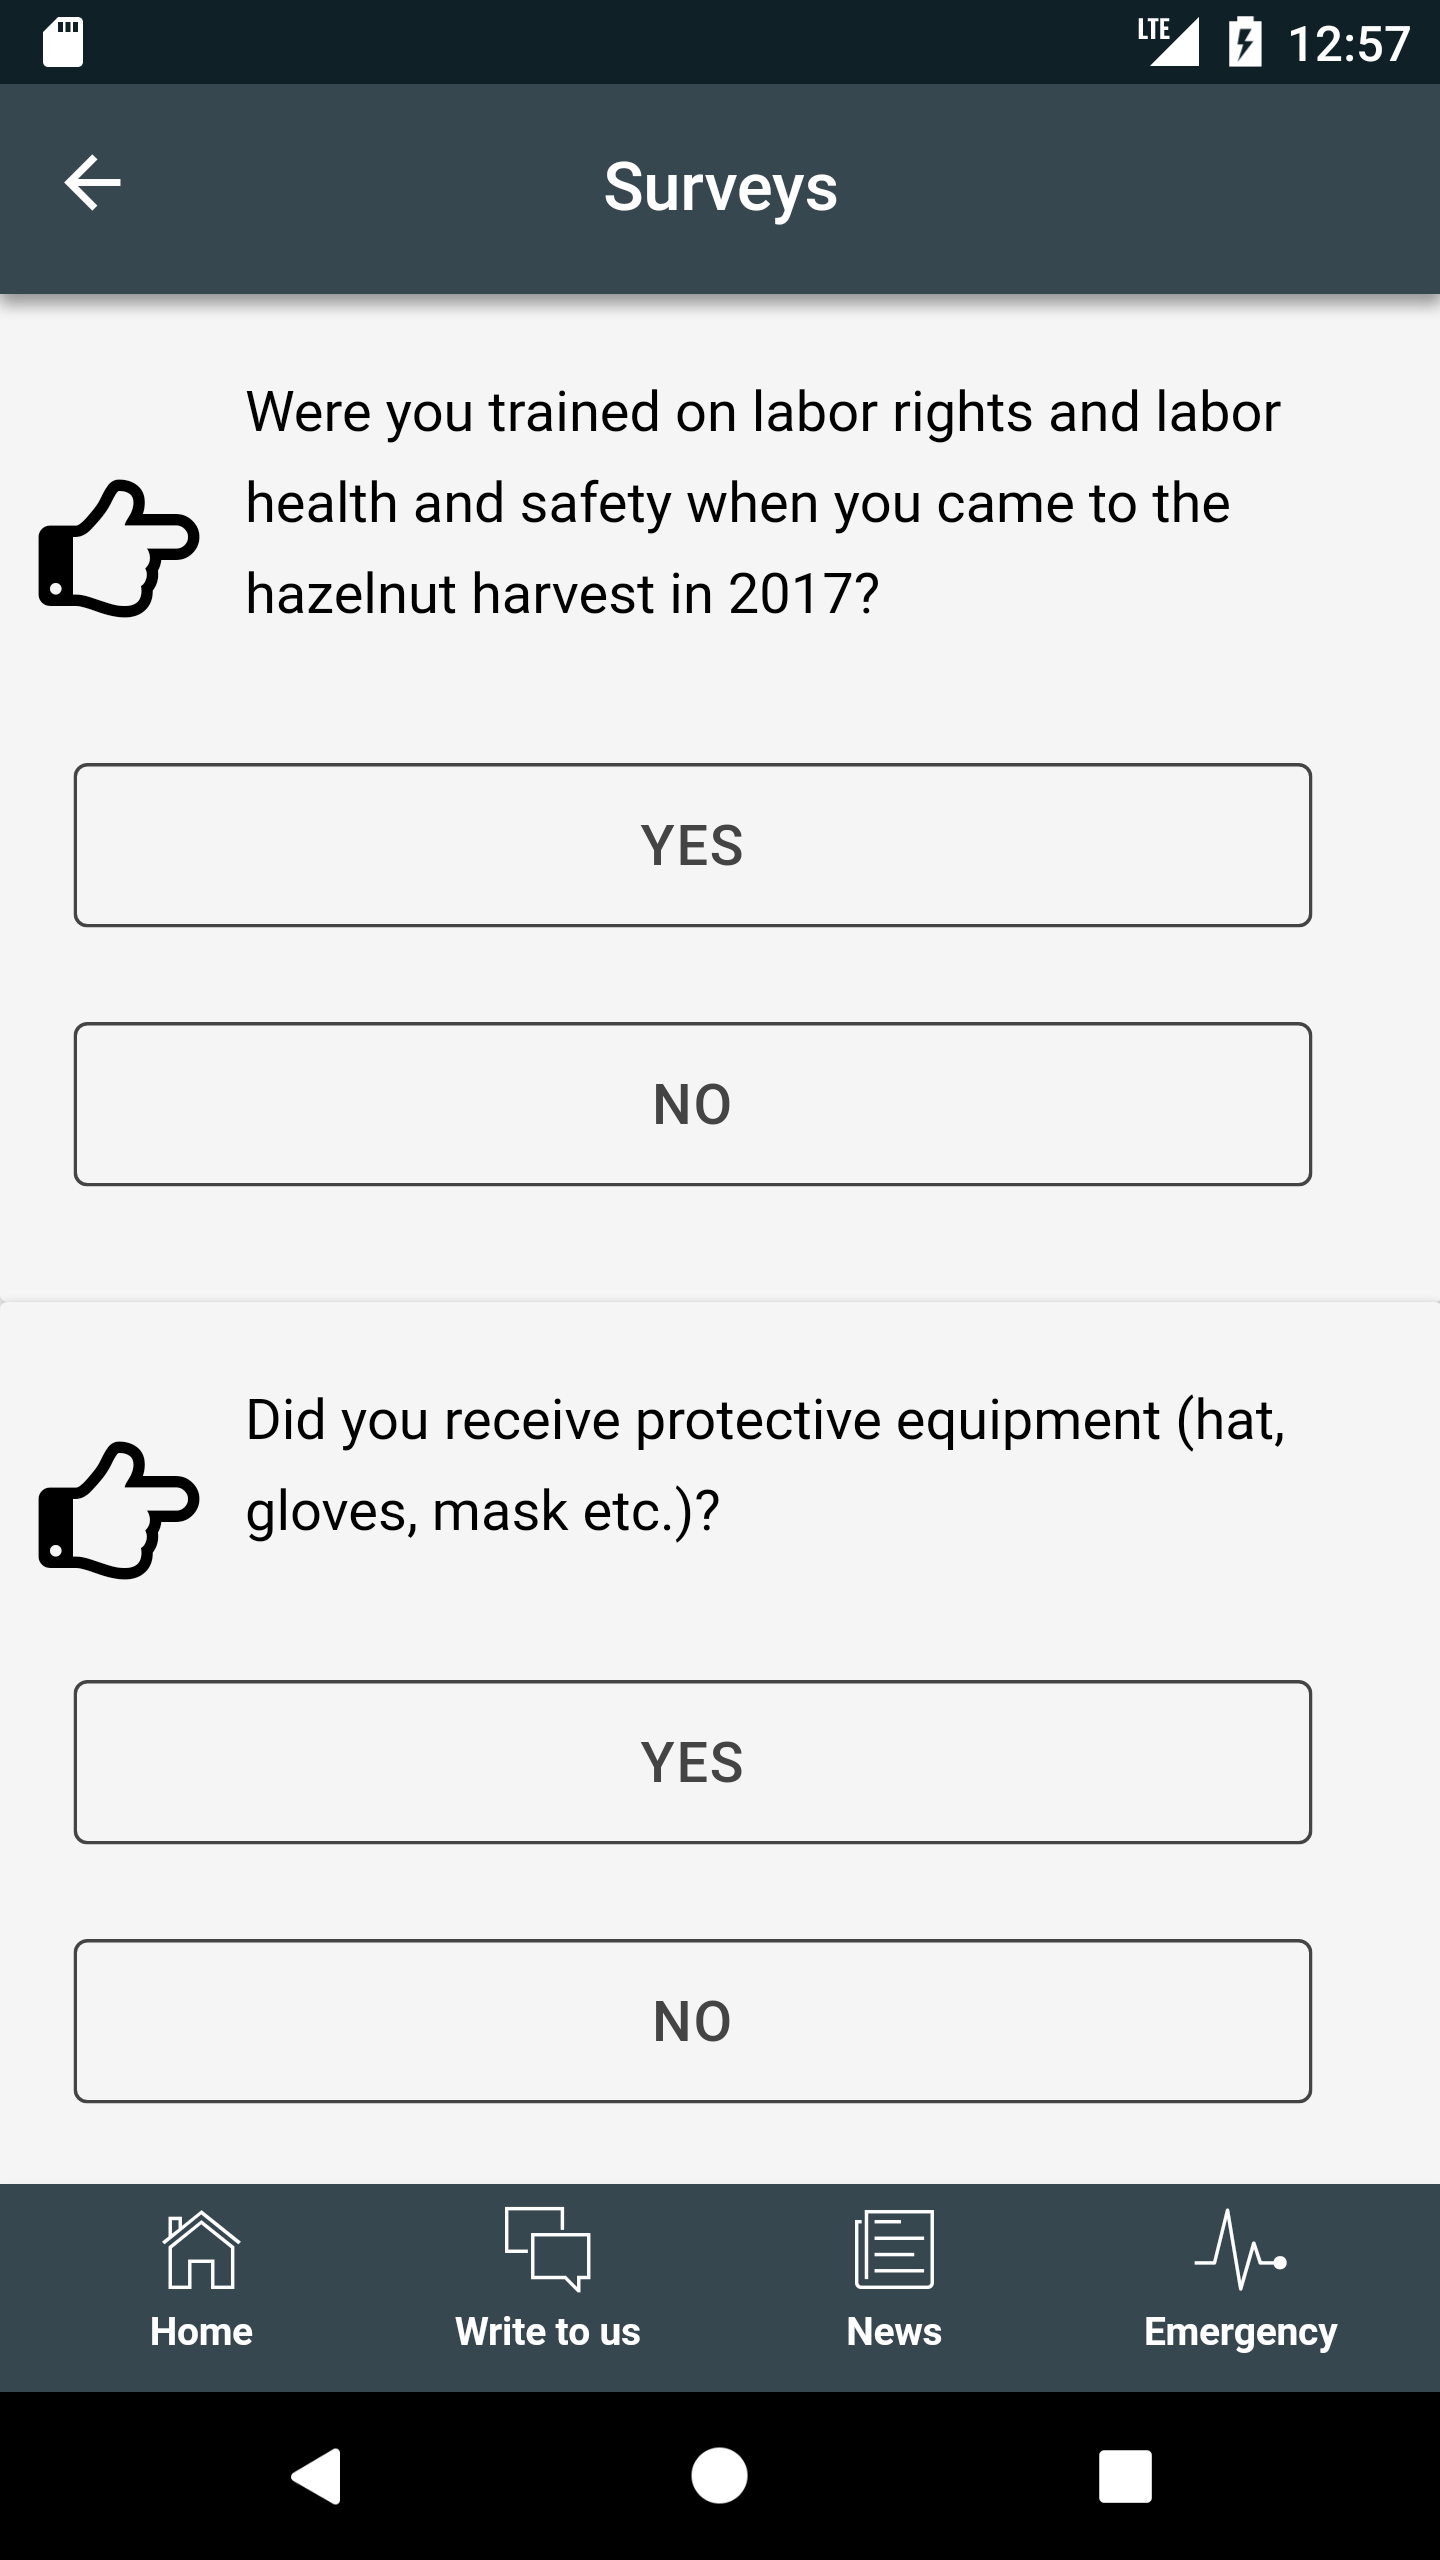 LTE 12:57
Surveys
Were you trained on labor rights and labor
health and safety when you came to the
hazelnut harvest in 2017?
YES
NO
Did you receive protective equipment (hat,
gloves, mask etc.)?
YES
NO
Home Write to us News Emergency